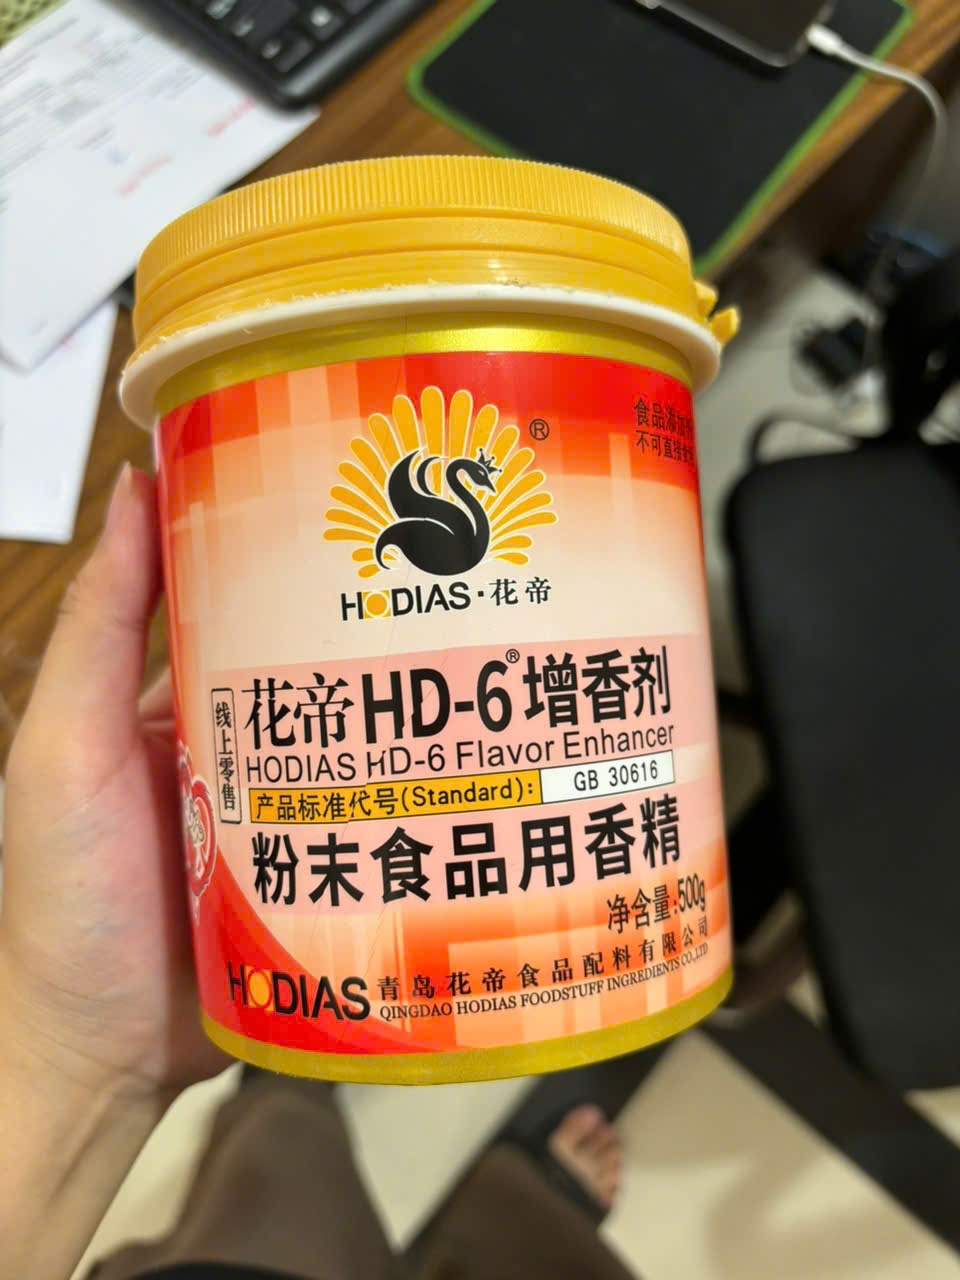 食品添加
不可直接食
®
HODIAS·花帝
线上零售
花帝HD-6®增香剂
HODIAS HD-6 Flavor Enhancer
产品标准代号(Standard): GB 30616
粉末食品用香精
净含量:500g
HODIAS
青岛花帝食品配料有限公司
QINGDAO HODIAS FOODSTUFF INGREDIENTS CO.,LTD